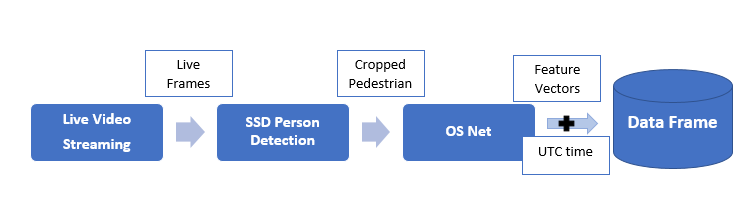 Live
Frames
Cropped
Pedestrian
Feature
Vectors
Live Video
Streaming
SSD Person
Detection
OS Net
UTC time
Data Frame